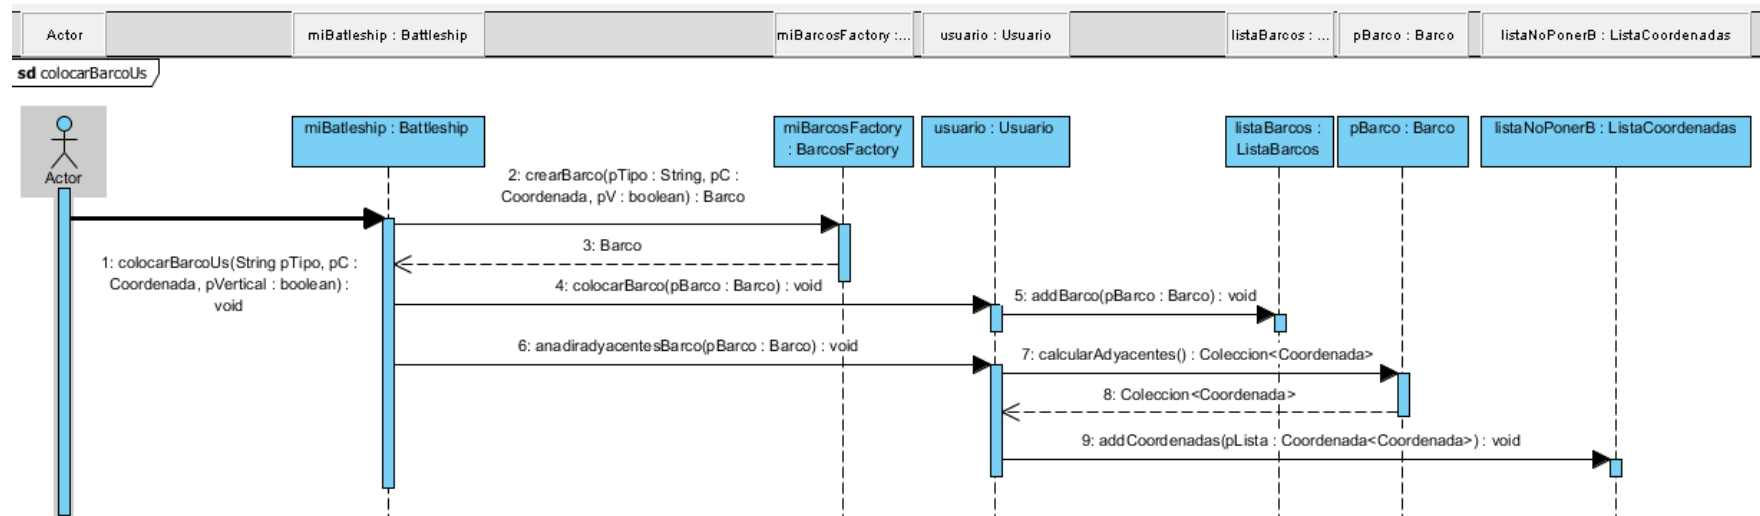 Actor
miBatleship : Battleship
miBarcosFactory :...
usuario : Usuario
listaBarcos : ...
pBarco : Barco
listaNoPonerB : ListaCoordenadas
sd colocarBarcoUs
miBatleship : Battleship
miBarcosFactory
: BarcosFactory
usuario : Usuario
listaBarcos :
ListaBarcos
pBarco : Barco
listaNoPonerB : ListaCoordenadas
Actor
2: crearBarco(pTipo : String, pC :
Coordenada, pV : boolean) : Barco
3: Barco
1: colocarBarcoUs(String pTipo, pC :
Coordenada, pVertical : boolean) :
void
4: colocarBarco(pBarco : Barco) : void
5: addBarco(pBarco : Barco) : void
6: anadiradyacentesBarco(pBarco : Barco) : void
7: calcularAdyacentes() : Coleccion<Coordenada>
8: Coleccion<Coordenada>
9: addCoordenadas(pLista : Coordenada<Coordenada>) : void